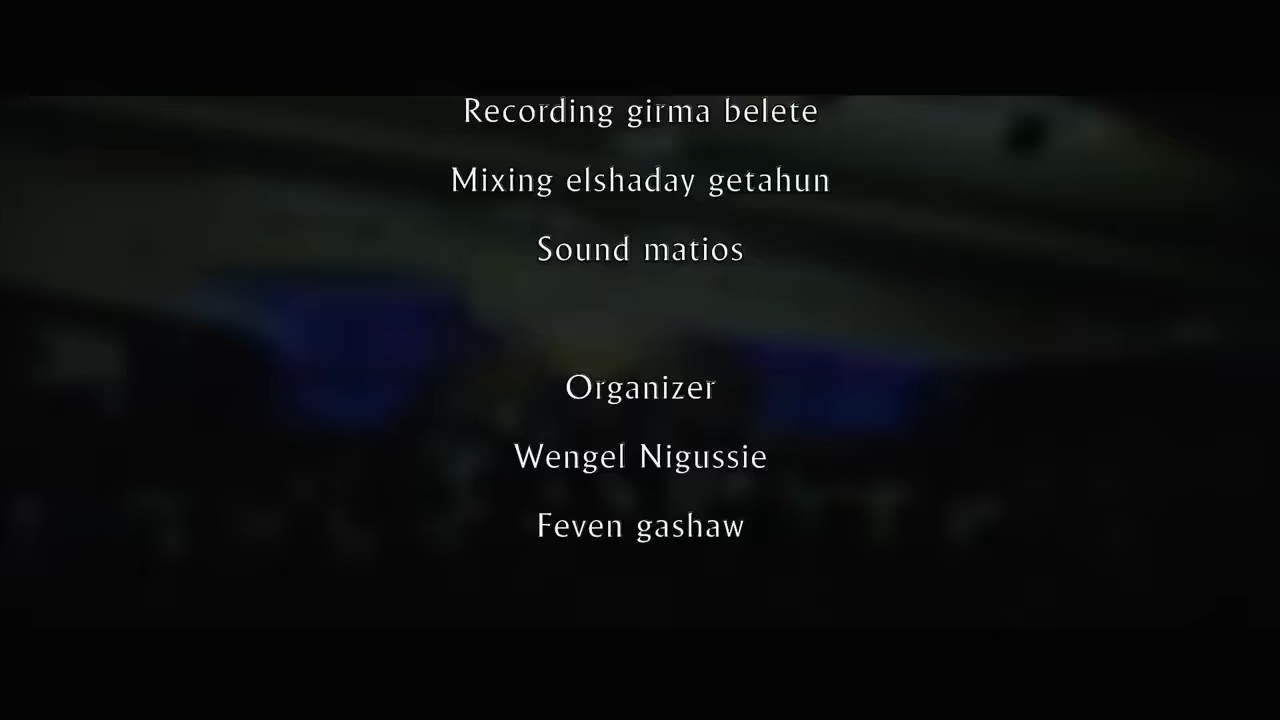 Recording girma belete
Mixing elshaday getahun
Sound matios
Organizer
Wengel Nigussie
Feven gashaw